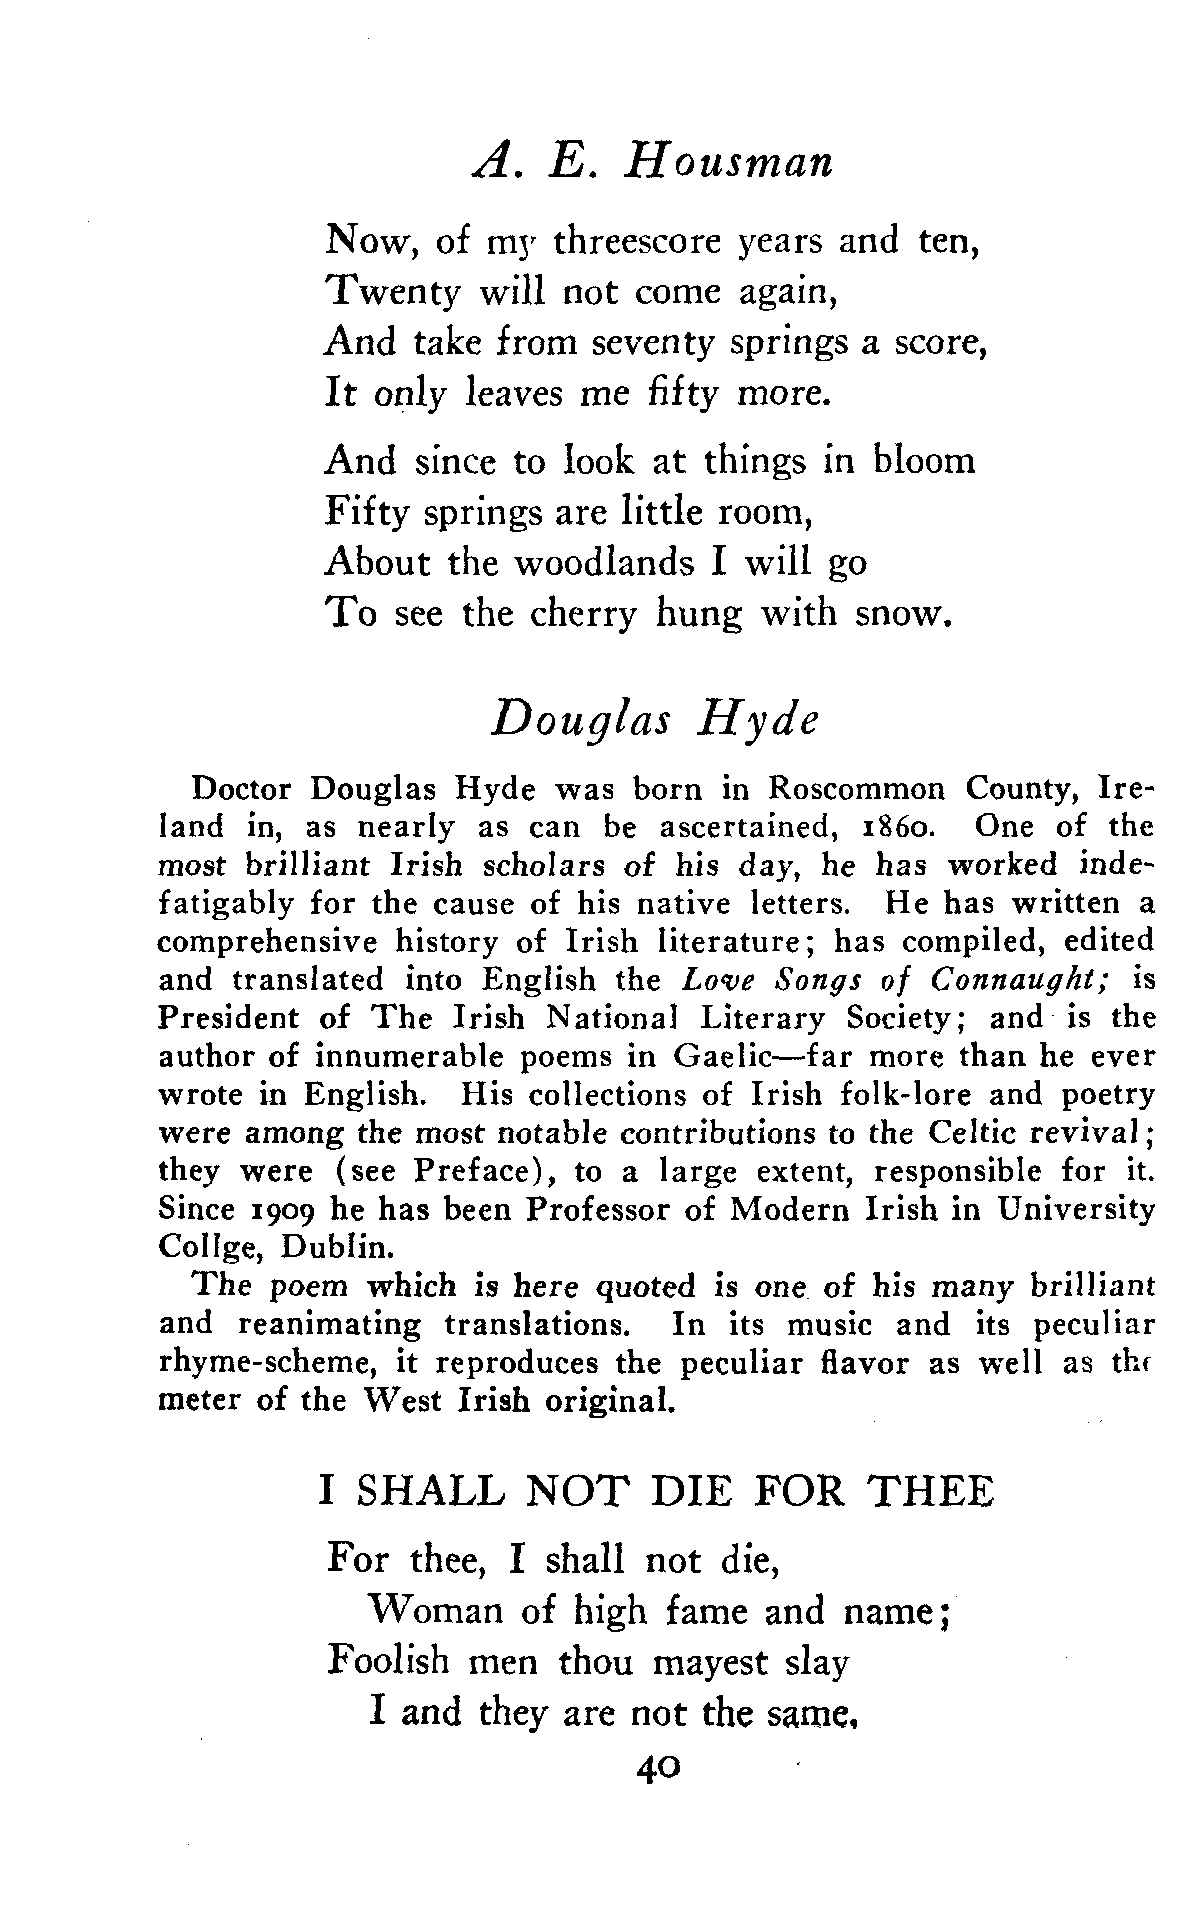 A. E. Housman
Now, of my threescore years and ten,
Twenty will not come again,
And take from seventy springs a score,
It only leaves me fifty more.
And since to look at things in bloom
Fifty springs are little room,
About the woodlands I will go
To see the cherry hung with snow.
Douglas Hyde
Doctor Douglas Hyde was born in Roscommon County, Ire-
land in, as nearly as can be ascertained, 1860. One of the
most brilliant Irish scholars of his day, he has worked inde-
fatigably for the cause of his native letters. He has written a
comprehensive history of Irish literature; has compiled, edited
and translated into English the Love Songs of Connaught; is
President of The Irish National Literary Society; and is the
author of innumerable poems in Gaelic—far more than he ever
wrote in English. His collections of Irish folk-lore and poetry
were among the most notable contributions to the Celtic revival;
they were (see Preface), to a large extent, responsible for it.
Since 1909 he has been Professor of Modern Irish in University
Collge, Dublin.
The poem which is here quoted is one of his many brilliant
and reanimating translations. In its music and its peculiar
rhyme-scheme, it reproduces the peculiar flavor as well as the
meter of the West Irish original.
I SHALL NOT DIE FOR THEE
For thee, I shall not die,
Woman of high fame and name;
Foolish men thou mayest slay
I and they are not the same.
40